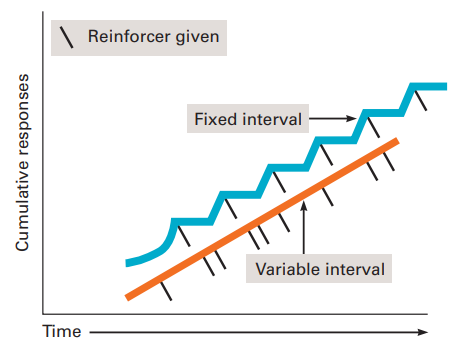 Reinforcer given
Cumulative responses
Fixed interval
Variable interval
Time